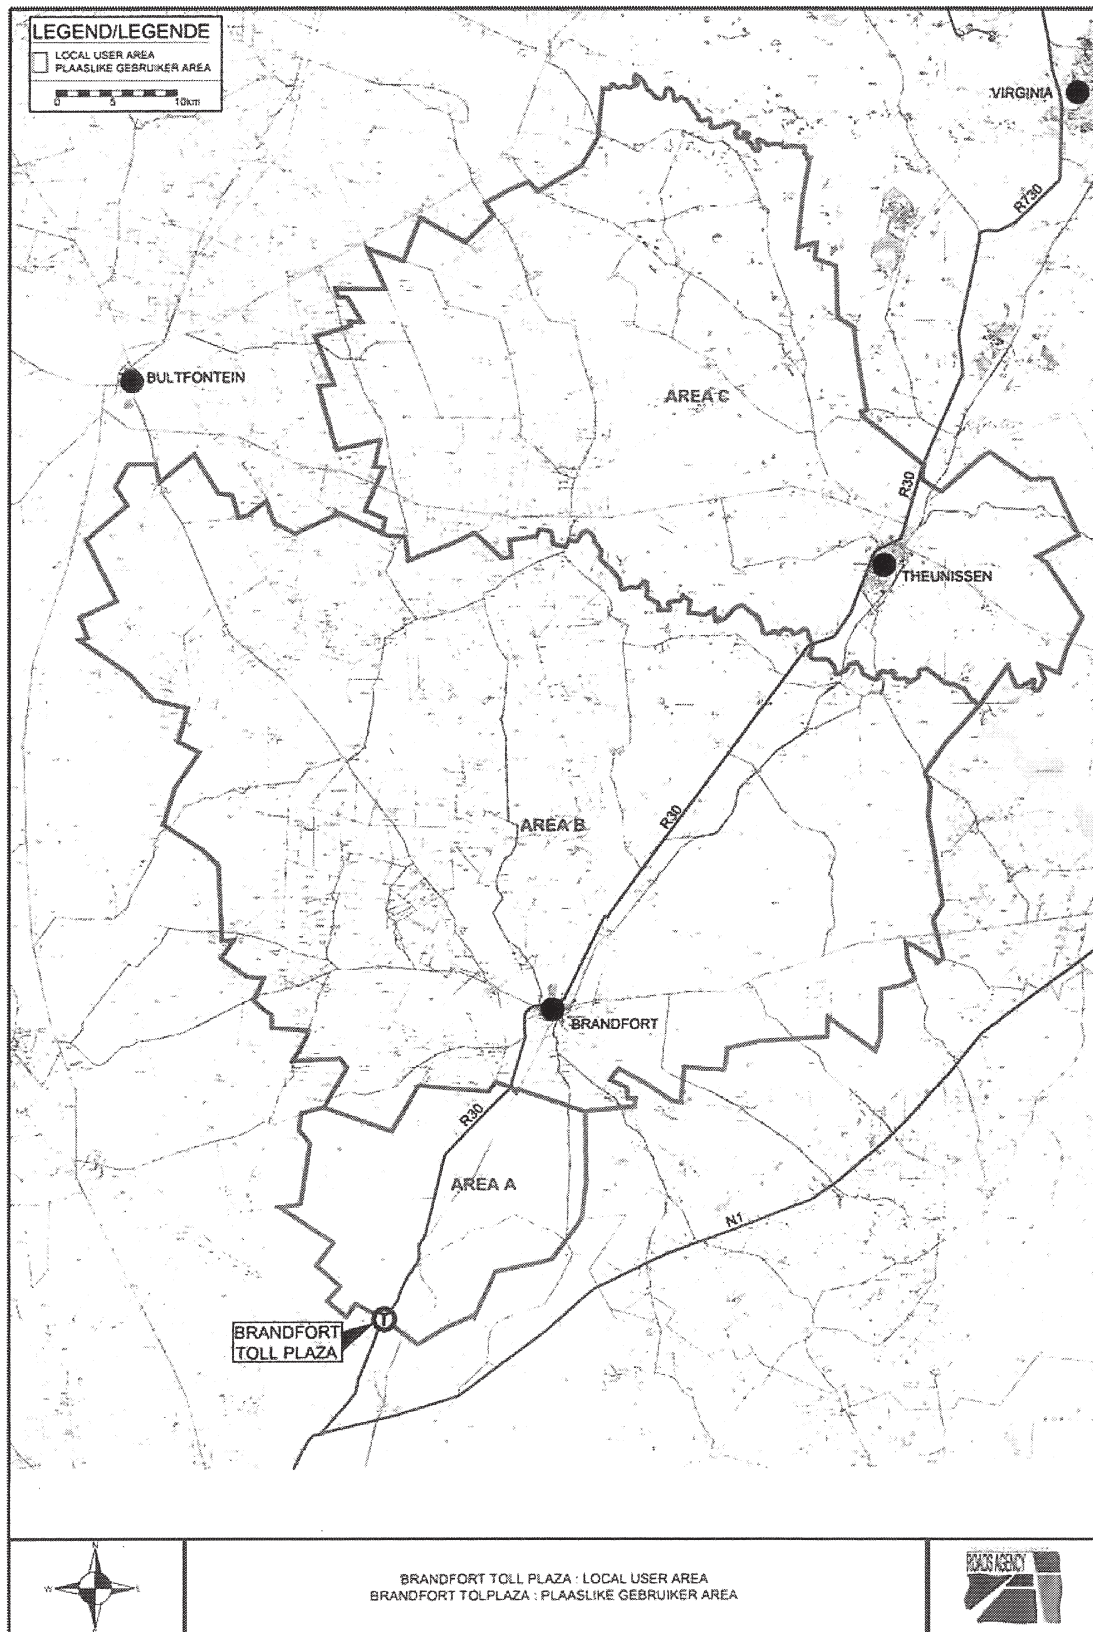 LEGEND/LEGENDE
LOCAL USER AREA
PLAASLIKE GEBRUIKER AREA
0 5 10km
VIRGINIA
R730
BULTFONTEIN
AREA C
R30
THEUNISSEN
R30
AREA B
BRANDFORT
R30
AREA A
N1
T
BRANDFORT
TOLL PLAZA
N
W E
S
BRANDFORT TOLL PLAZA : LOCAL USER AREA
BRANDFORT TOLPLAZA : PLAASLIKE GEBRUIKER AREA
ROADS AGENCY